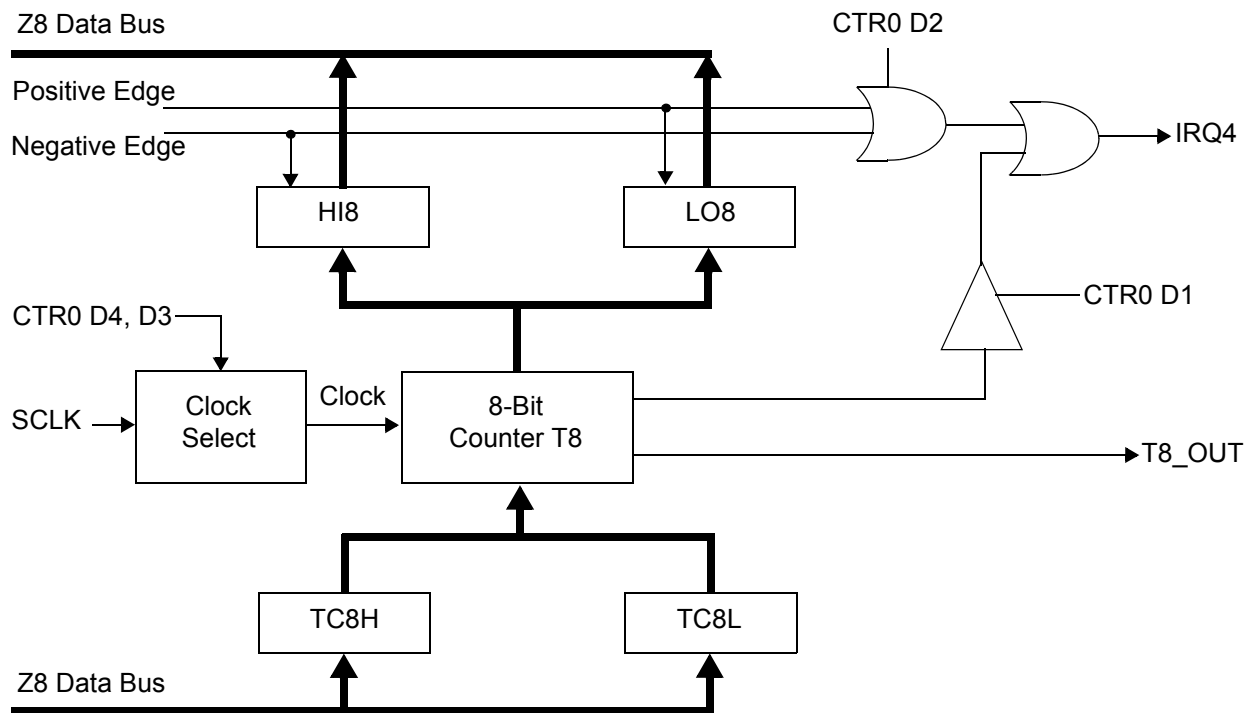 Z8 Data Bus
CTR0 D2
Positive Edge
Negative Edge
IRQ4
HI8
LO8
CTR0 D4, D3
CTR0 D1
SCLK
Clock
Select
Clock
8-Bit
Counter T8
T8_OUT
TC8H
TC8L
Z8 Data Bus